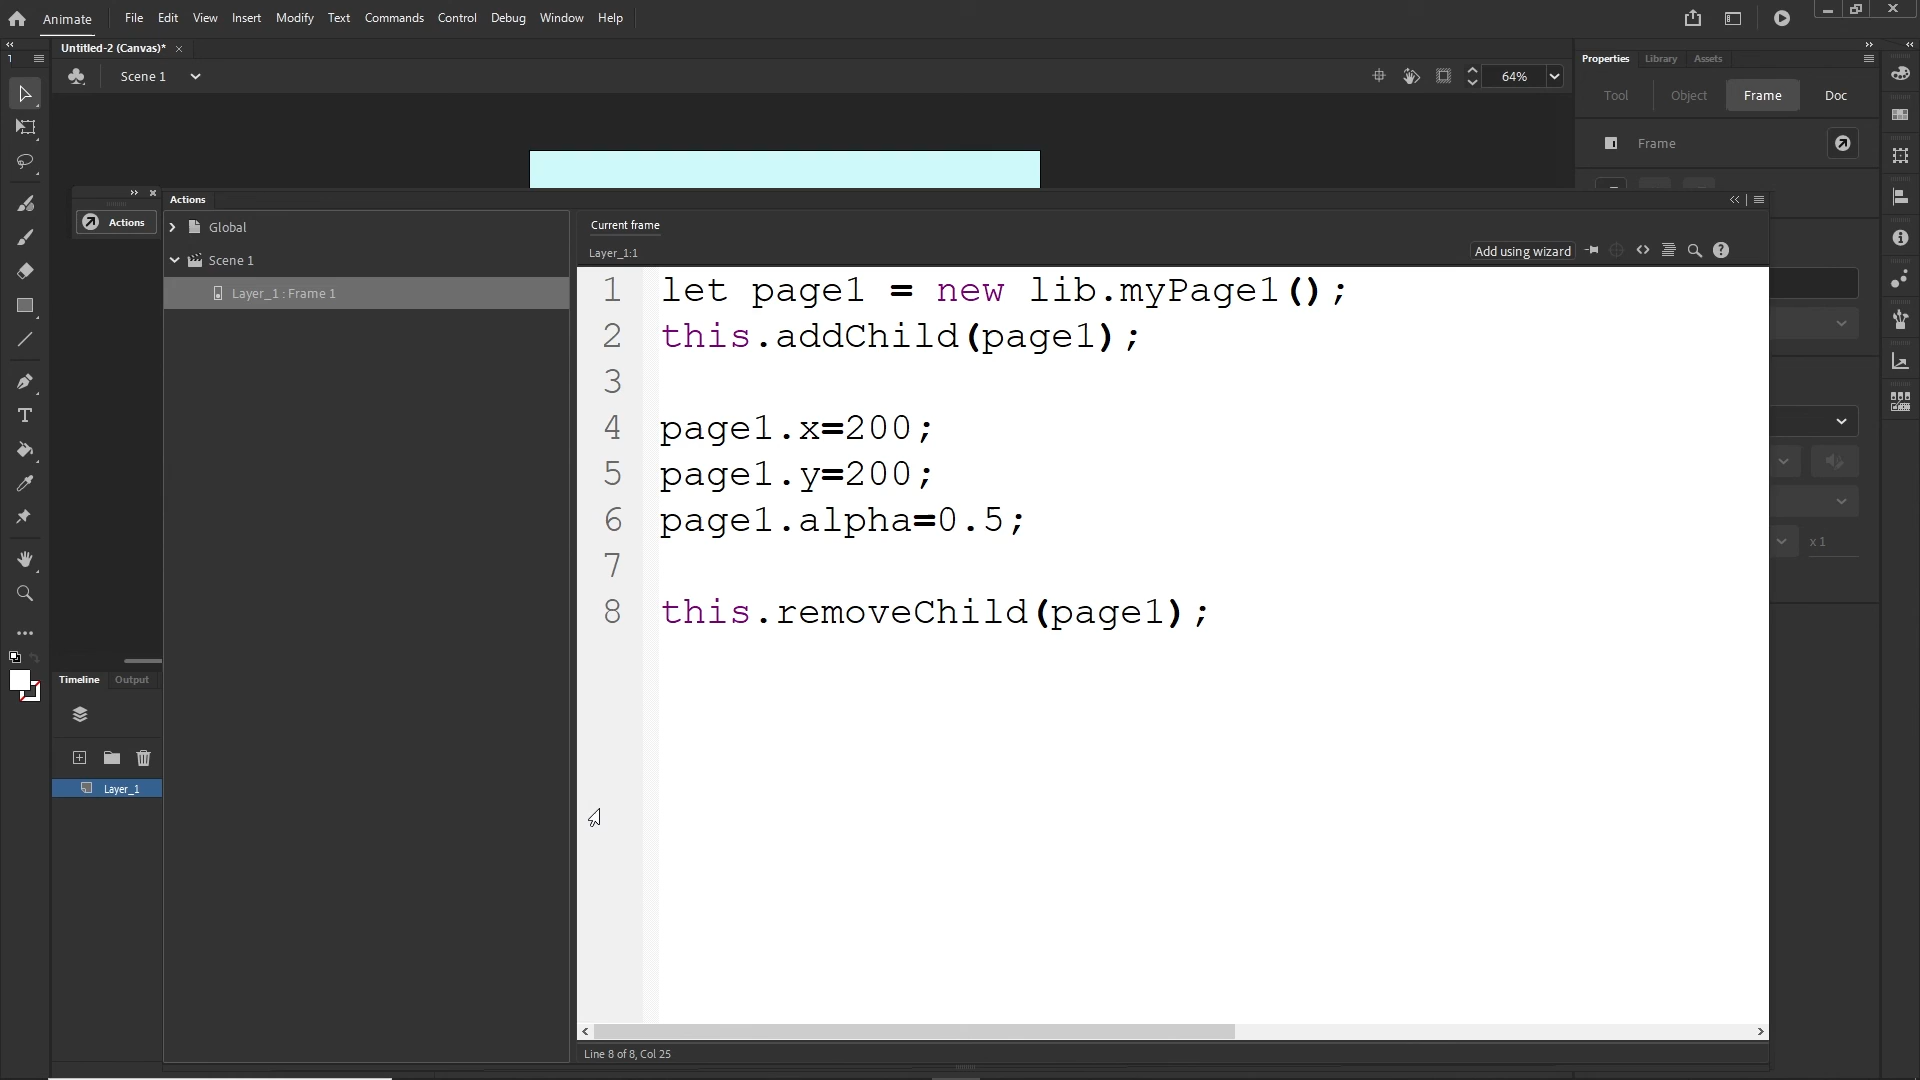 Animate File Edit View Insert Modify Text Commands Control Debug Window Help
Untitled-2 (Canvas)* ×
Scene 1
64%
Properties Library Assets
Tool Object Frame Doc
Frame
Actions
Actions
Global
Scene 1
Layer_1 : Frame 1
Current frame
Layer_1:1
Add using wizard
1 let page1 = new lib.myPage1();
2 this.addChild(page1);
3
4 page1.x=200;
5 page1.y=200;
6 page1.alpha=0.5;
7
8 this.removeChild(page1);
x 1
Timeline Output
Layer_1
Line 8 of 8, Col 25